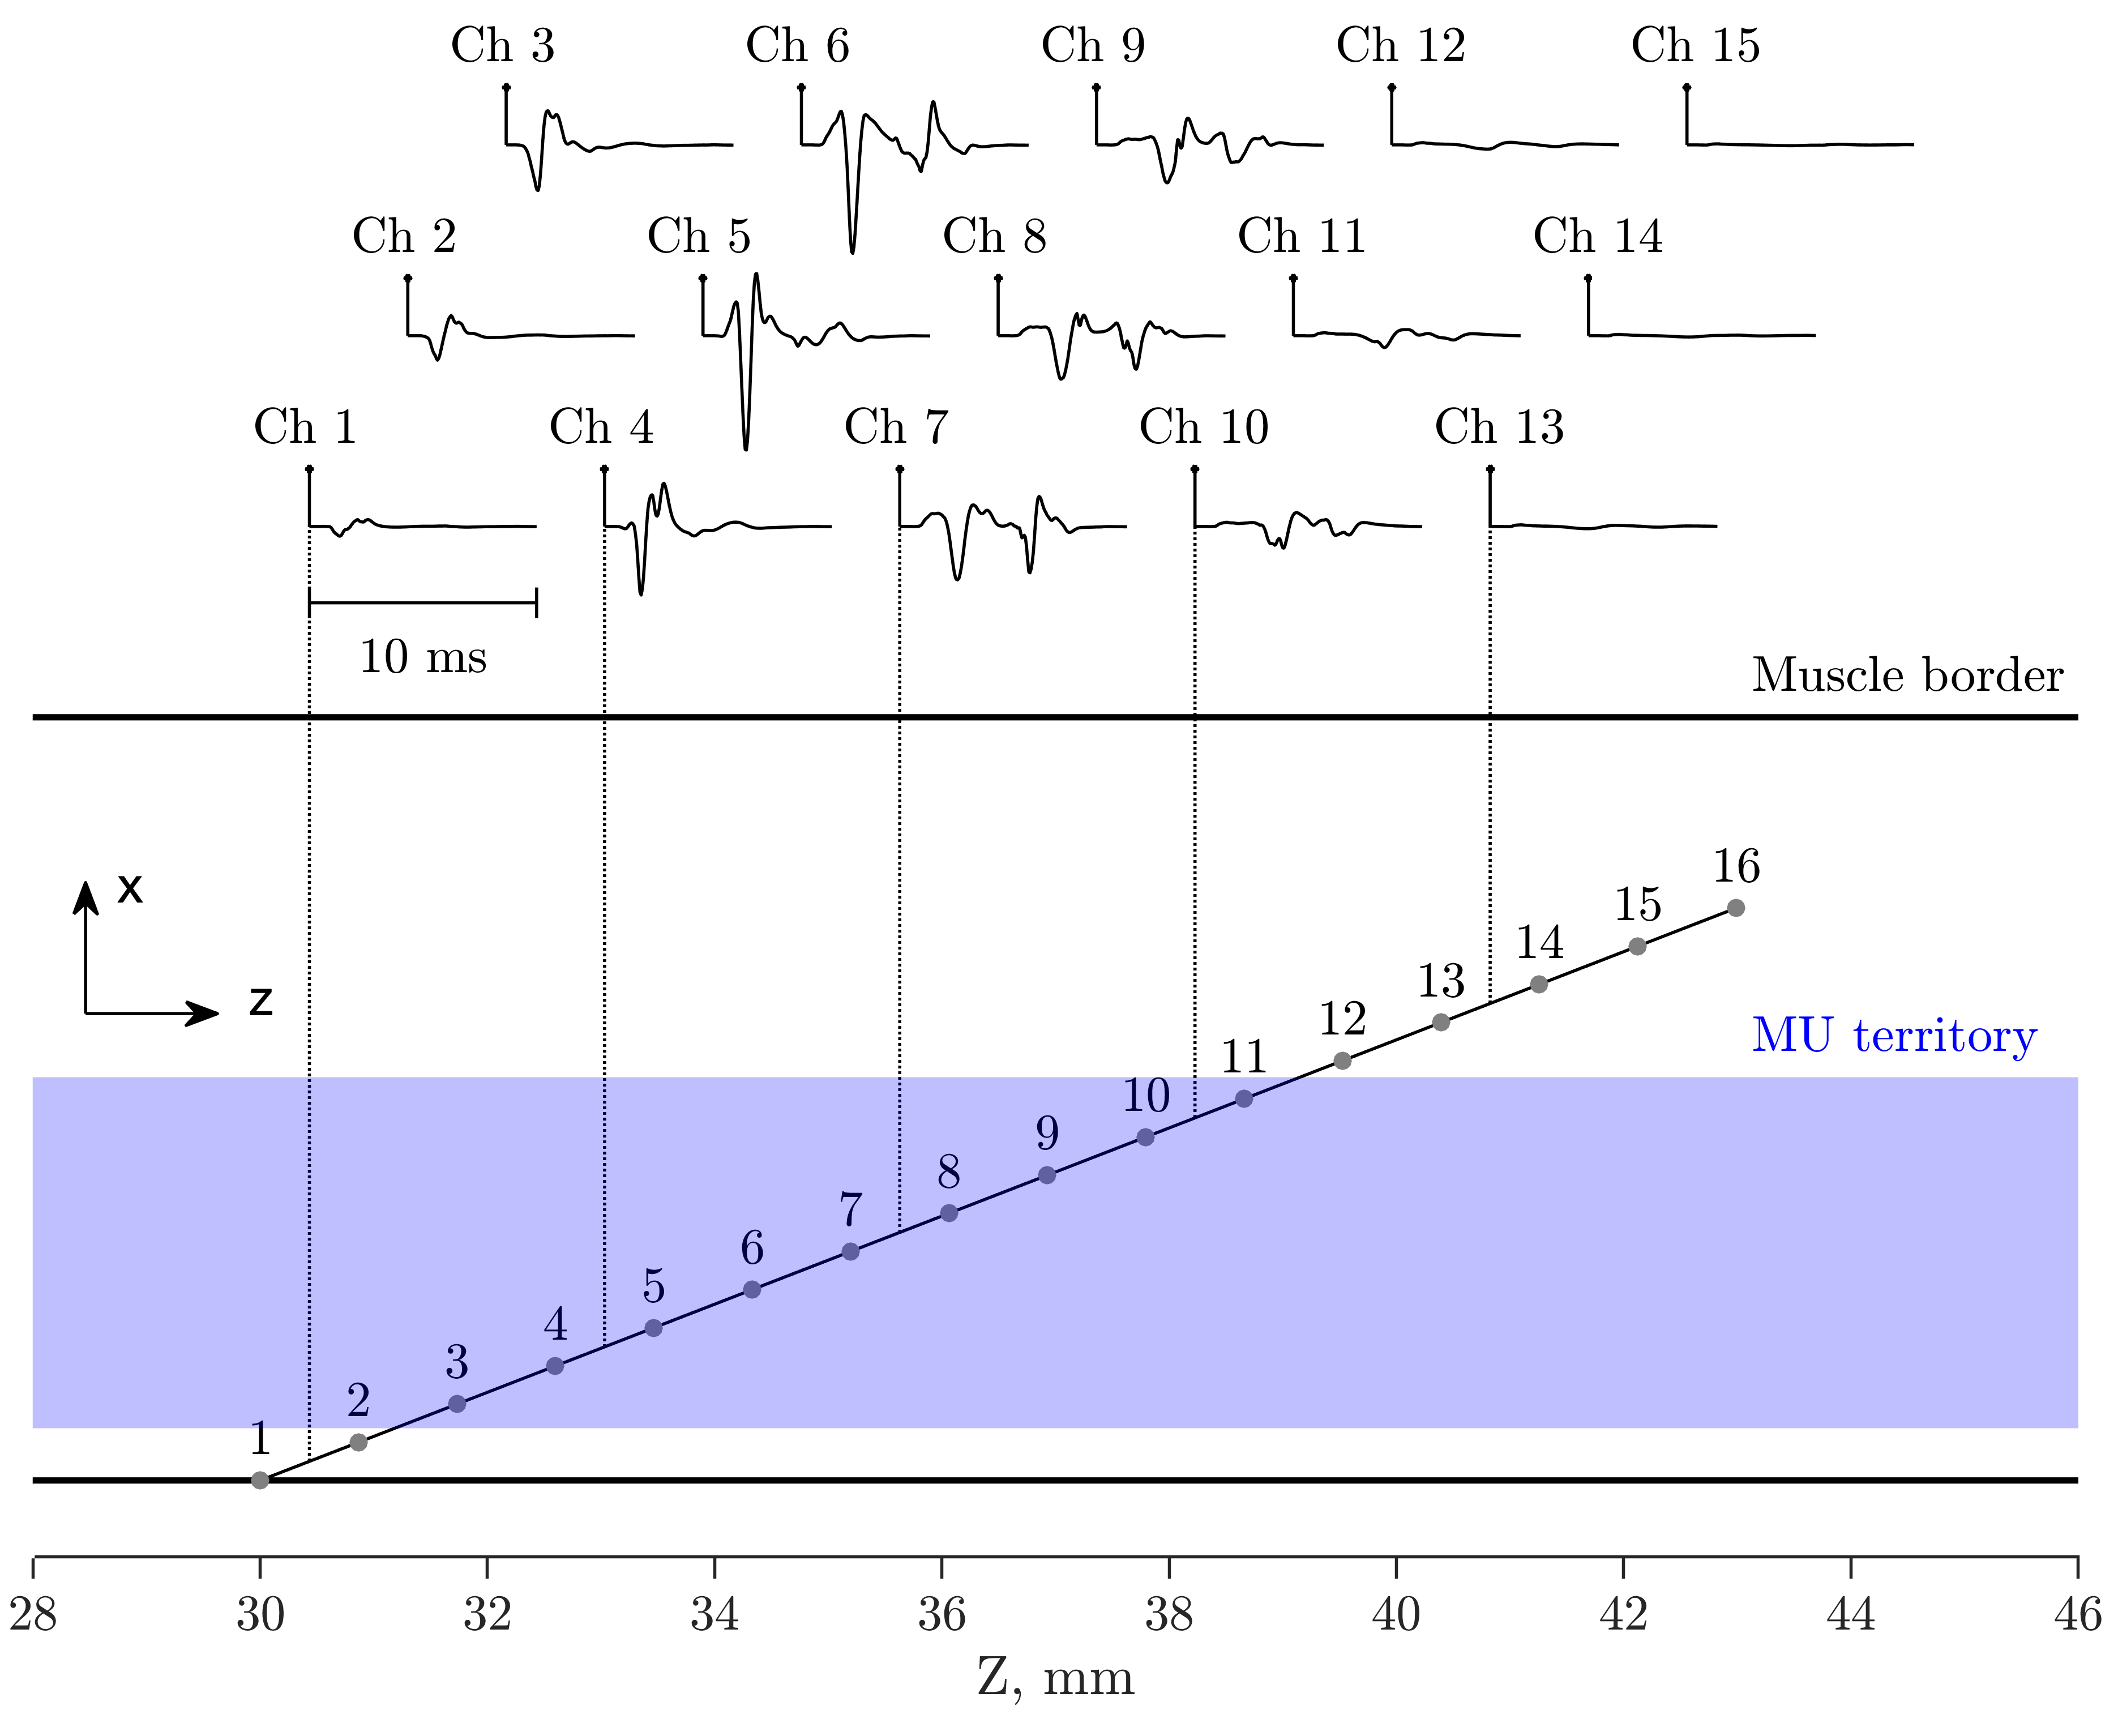 Ch 3 Ch 6 Ch 9 Ch 12 Ch 15
Ch 2 Ch 5 Ch 8 Ch 11 Ch 14
Ch 1 Ch 4 Ch 7 Ch 10 Ch 13
10 ms
Muscle border
16
X
15
14
13
Z
12
MU territory
11
10
9
8
7
6
5
4
3
2
1
28 30 32 34 36 38 40 42 44 46
Z, mm